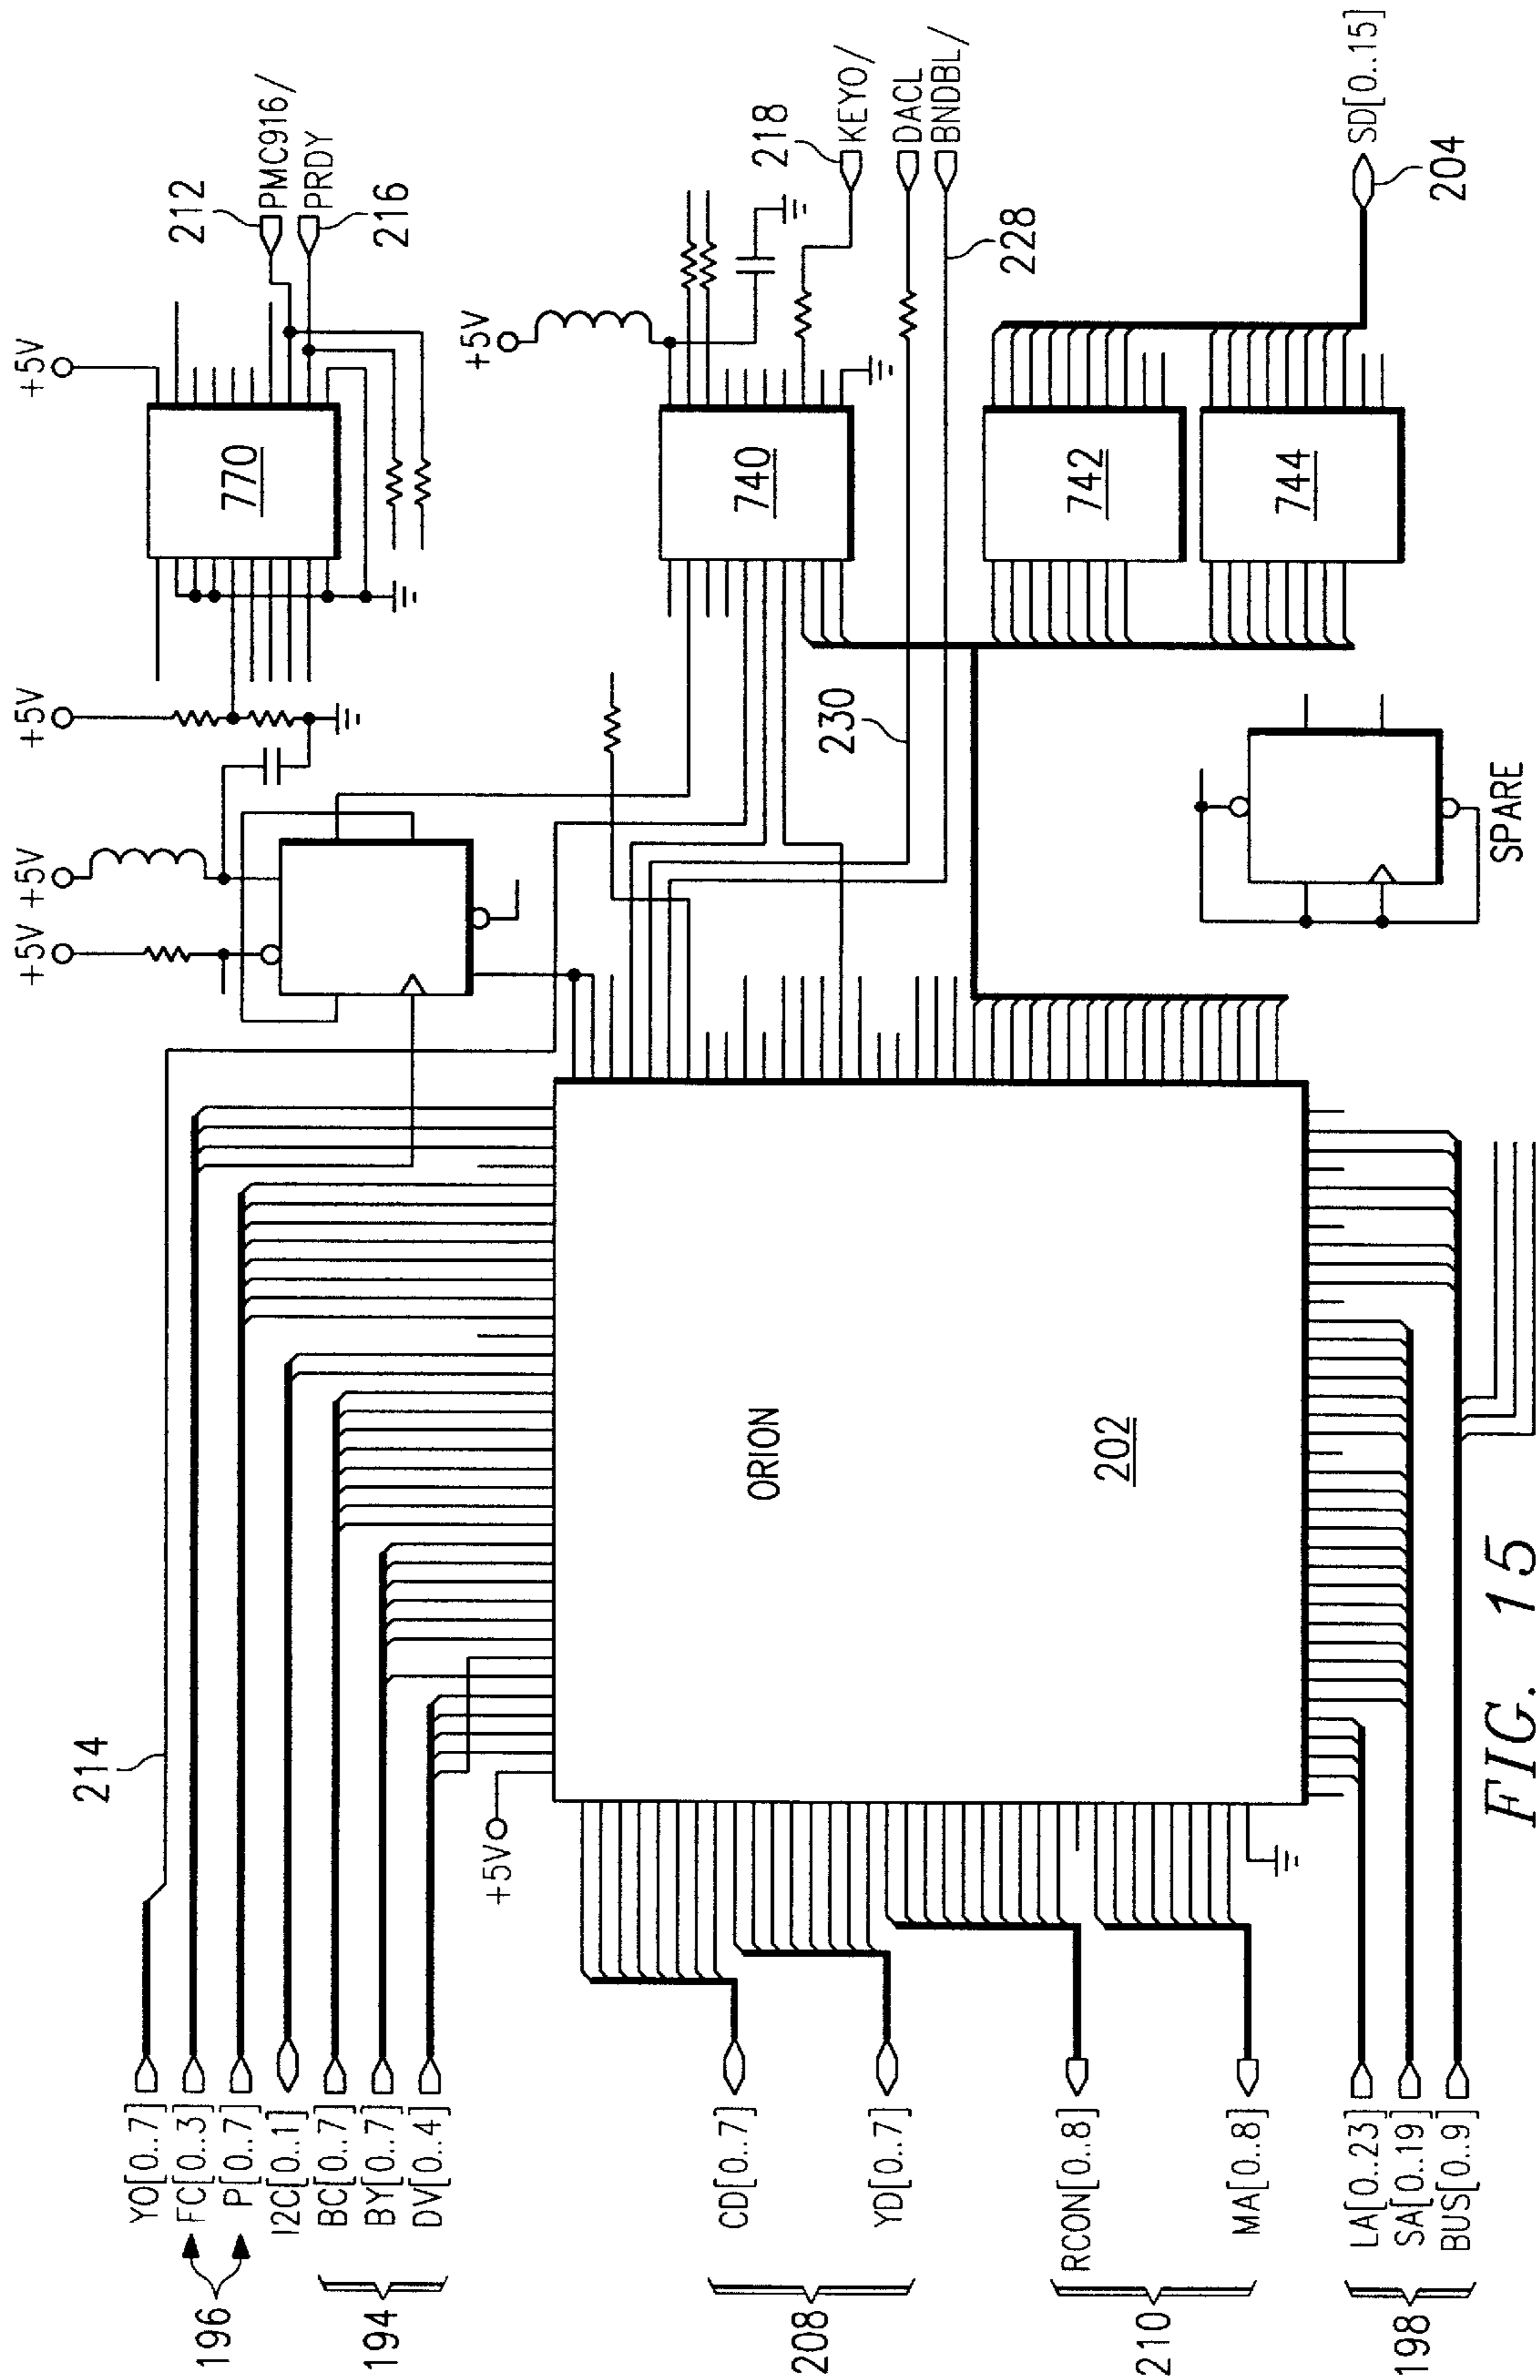 +5V
+5V
+5V
+5V
770
212
PMC916/
PRDY
216
214
+5V
740
218
KEYO/
DACL
BNDBL/
228
230
742
744
SD[0..15]
204
SPARE
YO[0..7]
FC[0..3]
P[0..7]
I2C[0..1]
BC[0..7]
BY[0..7]
DV[0..4]
196
194
+5V
ORION
202
CD[0..7]
YD[0..7]
208
RCON[0..8]
MA[0..8]
210
LA[0..23]
SA[0..19]
BUS[0..9]
198
FIG. 15